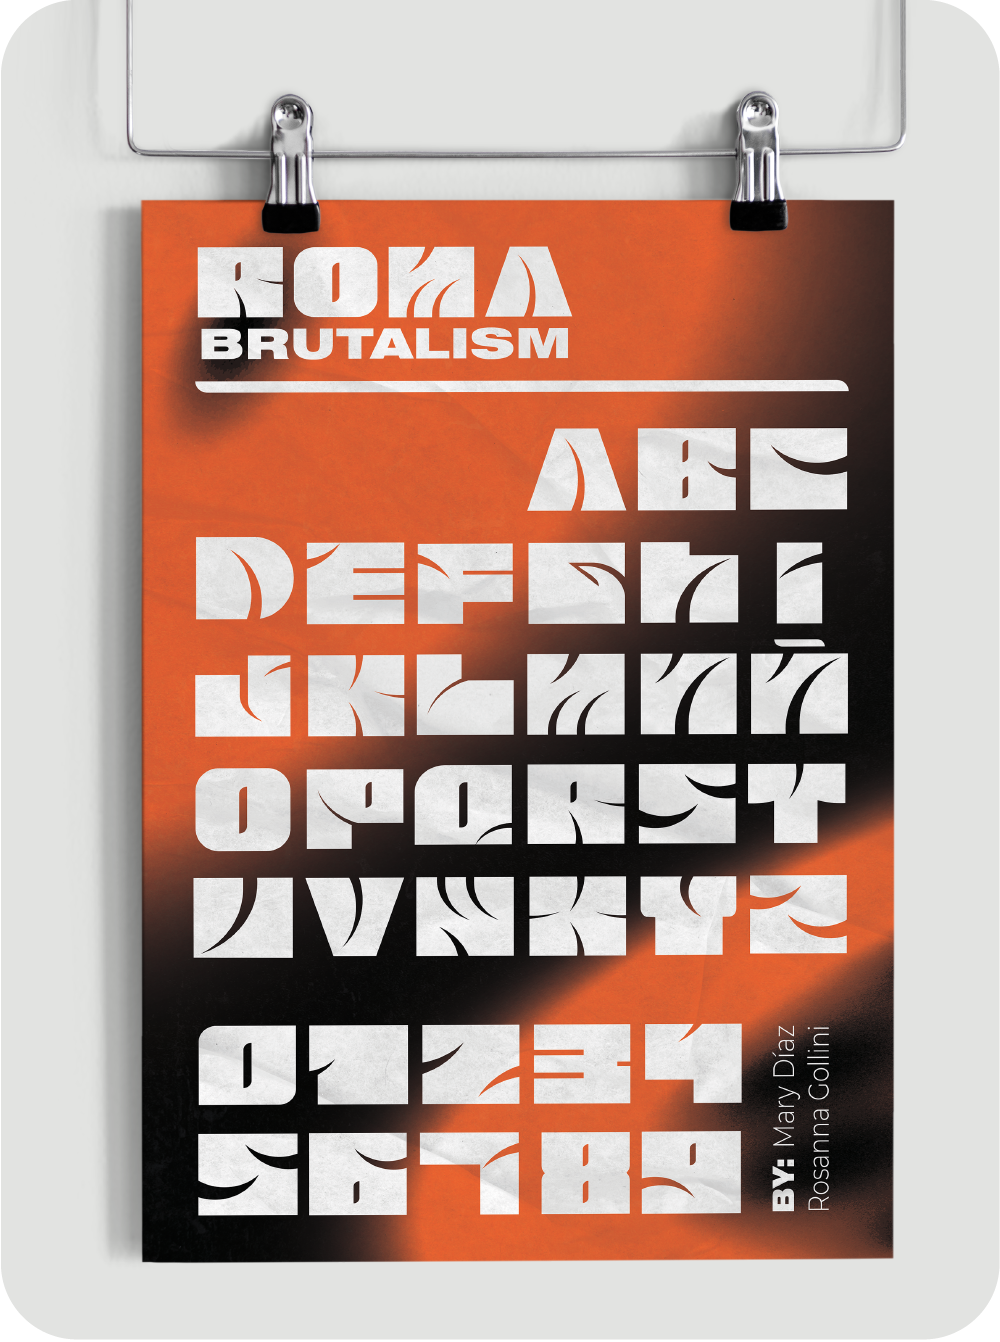 ROMA
BRUTALISM
ABC
DEFGHI
JKLMNÑ
OPQRST
UVWXYZ
01234
56789
BY: Mary Díaz
Rosanna Gollini